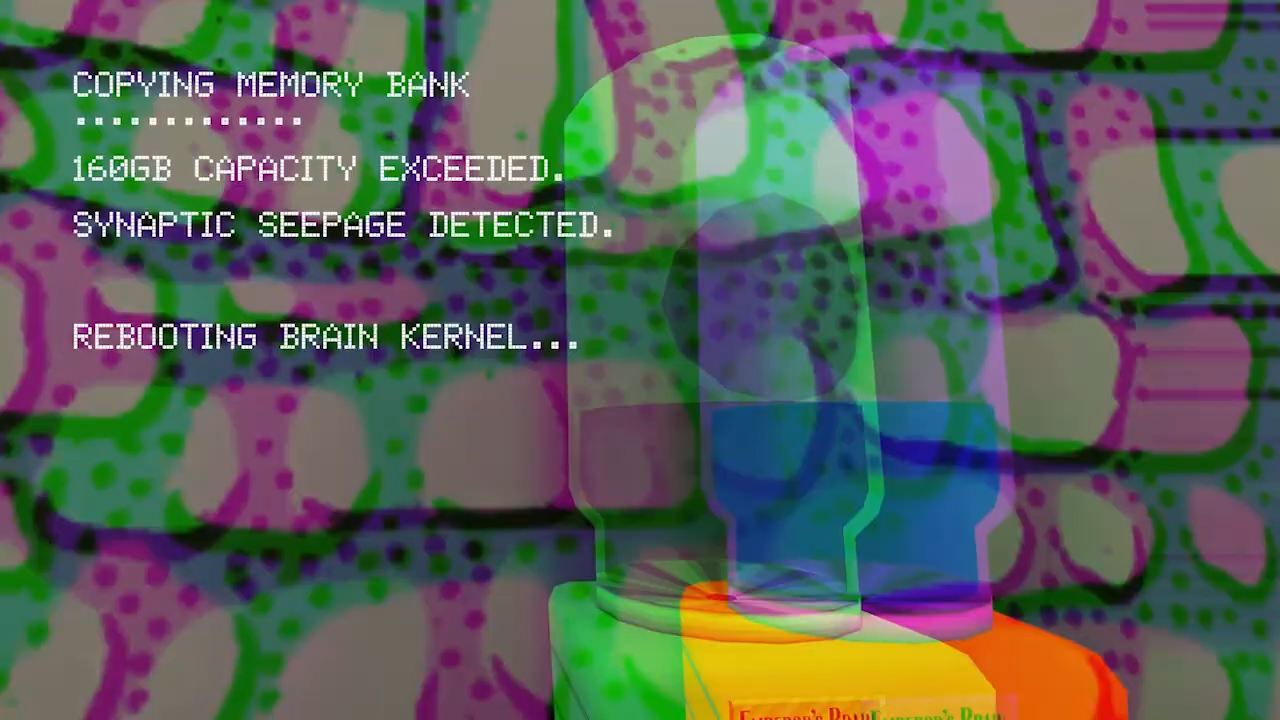 COPYING MEMORY BANK
.............
160GB CAPACITY EXCEEDED.
SYNAPTIC SEEPAGE DETECTED.
REBOOTING BRAIN KERNEL...